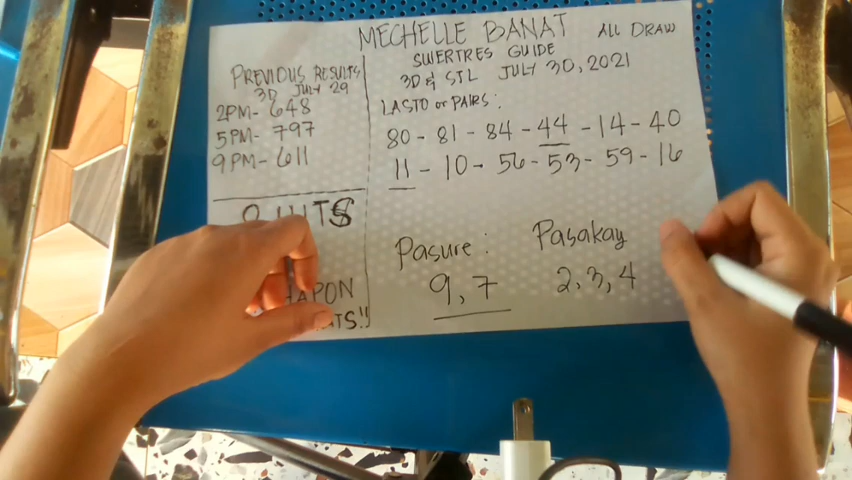 MECHELLE BANAT ALL DRAW
SWERTRES GUIDE
3D & STL JULY 30, 2021
PREVIOUS RESULTS
3D JULY 29
2PM- 648
5PM- 797
9PM- 611
LASTO or PAIRS :
80 - 81 - 84 - 44 - 14 - 40
11 - 10 - 56 - 53 - 59 - 16
Pasure :
9, 7
Pasakay
2, 3, 4